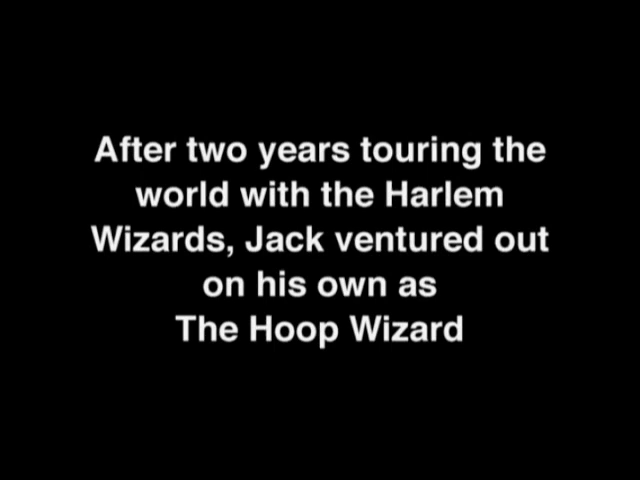 After two years touring the
world with the Harlem
Wizards, Jack ventured out
on his own as
The Hoop Wizard